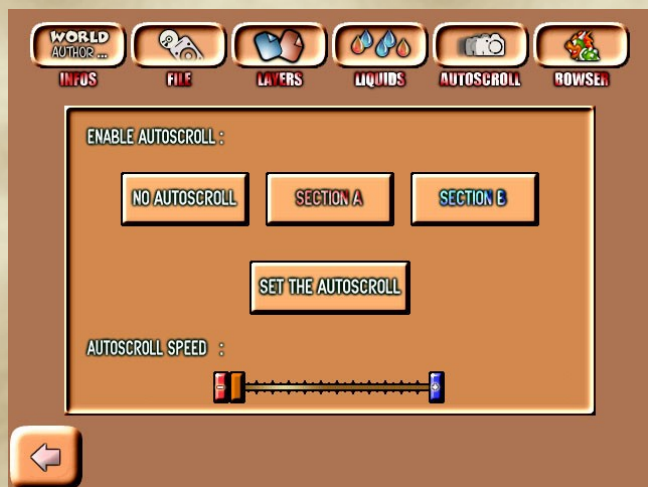 WORLD
AUTHOR ...
INFOS FILE LAYERS LIQUIDS AUTOSCROLL BOWSER
ENABLE AUTOSCROLL :
NO AUTOSCROLL SECTION A SECTION B
SET THE AUTOSCROLL
AUTOSCROLL SPEED :
- +